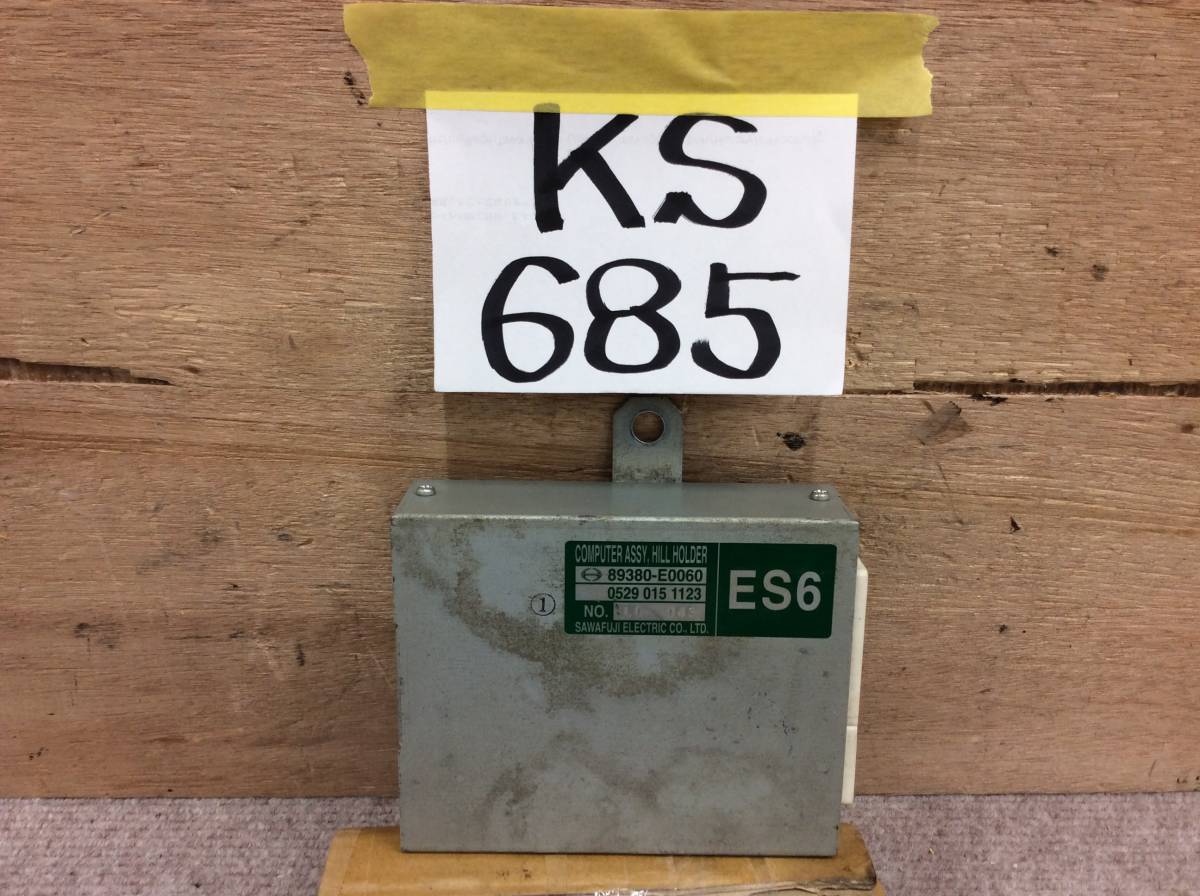 KS
685
COMPUTER ASSY, HILL HOLDER
89380-E0060
0529 015 1123
NO.
SAWAFUJI ELECTRIC CO., LTD.
ES6
①